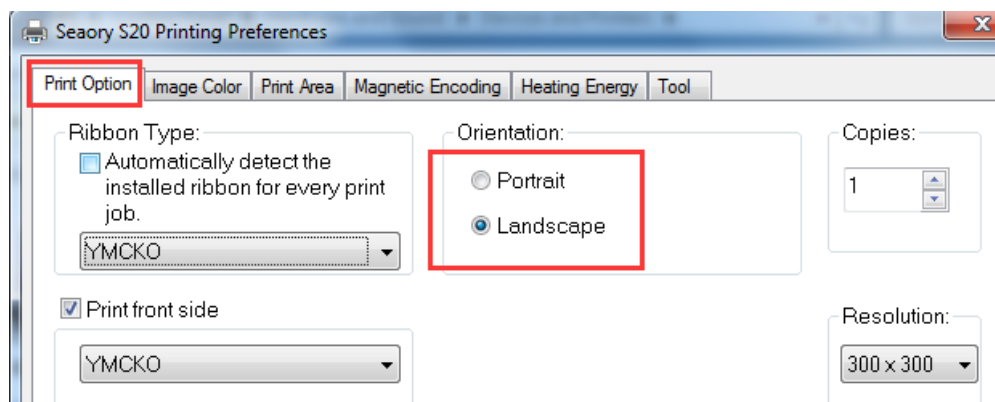 Seaory S20 Printing Preferences
Print Option Image Color Print Area Magnetic Encoding Heating Energy Tool
Ribbon Type:
Automatically detect the
installed ribbon for every print
job.
YMCKO
Orientation:
Portrait
Landscape
Copies:
1
Print front side
YMCKO
Resolution:
300 x 300